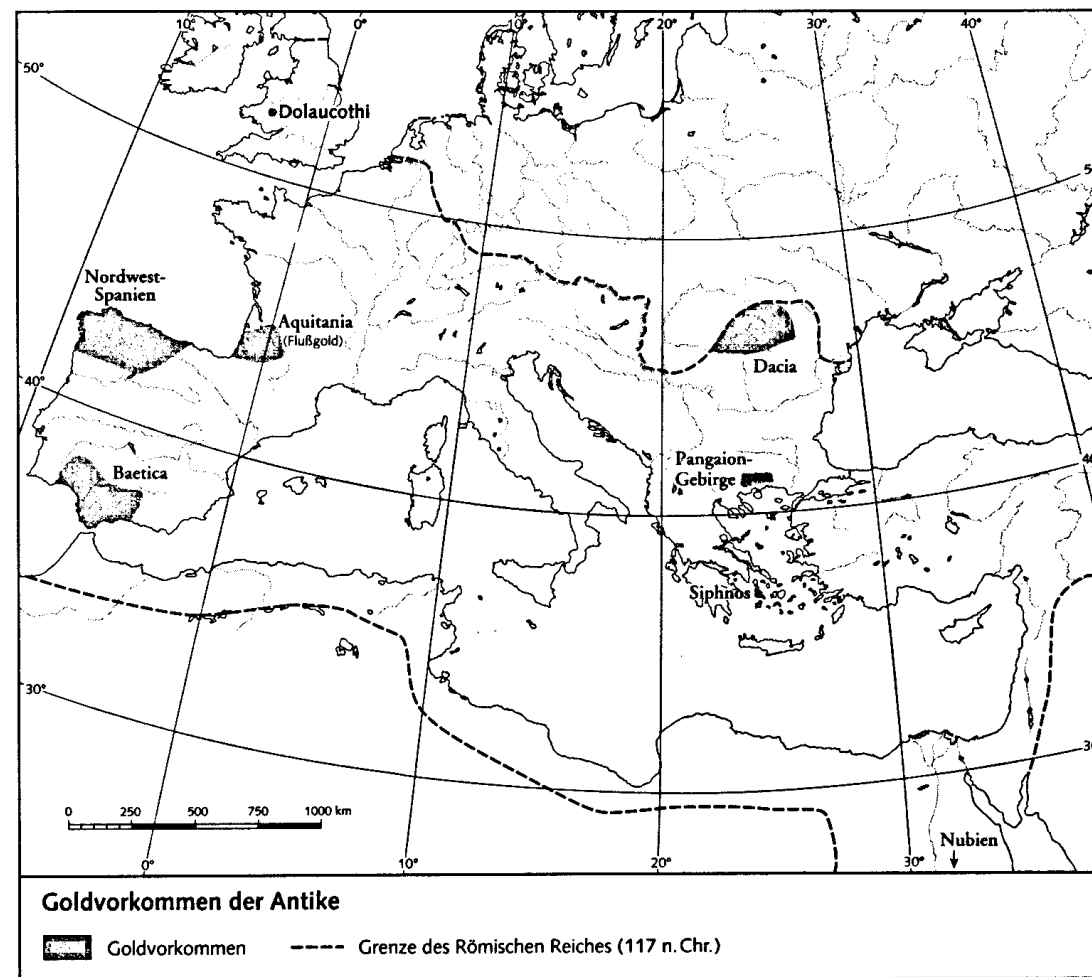 10° 0° 10° 20° 30° 40°
50°
Dolaucothi
Nordwest-
Spanien
Aquitania
(Flußgold)
Dacia
40°
Baetica
Pangaion-
Gebirge
Siphnos
30°
0 250 500 750 1000 km
Nubien
0° 10° 20° 30°
Goldvorkommen der Antike
Goldvorkommen
Grenze des Römischen Reiches (117 n. Chr.)